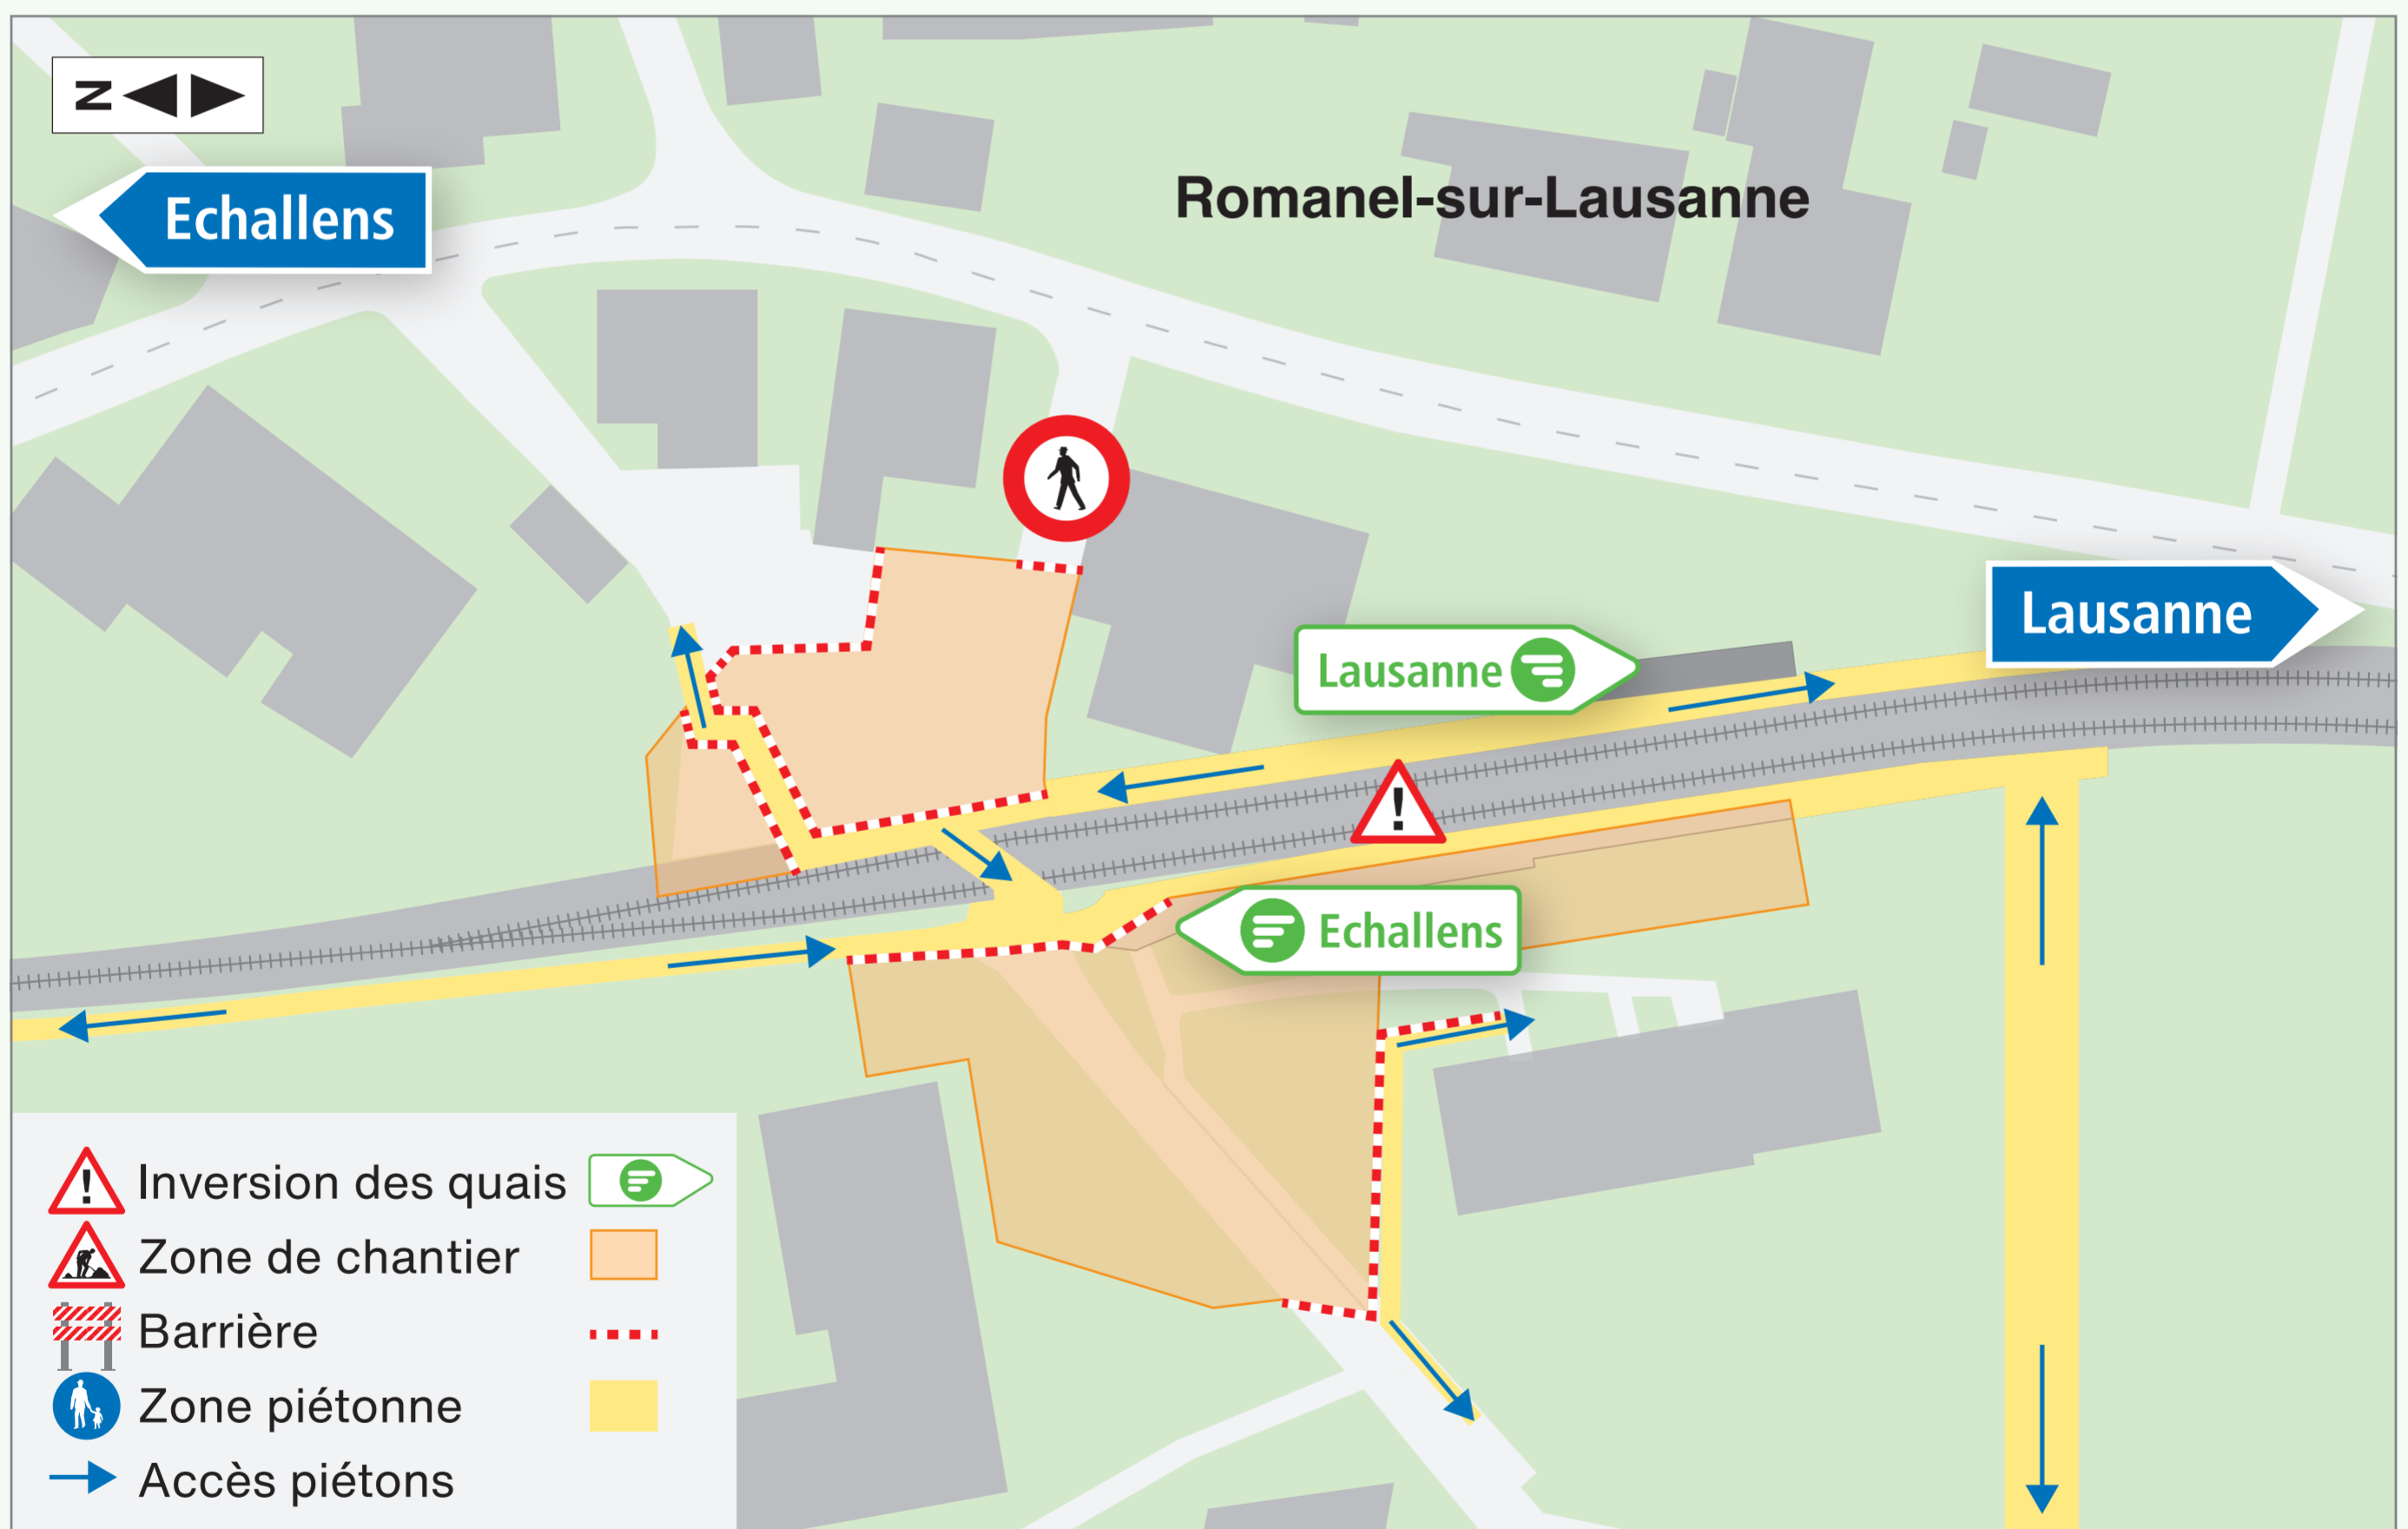 N
Echallens
Romanel-sur-Lausanne
Lausanne
Lausanne
!
Echallens
! Inversion des quais
Zone de chantier
Barrière
Zone piétonne
Accès piétons